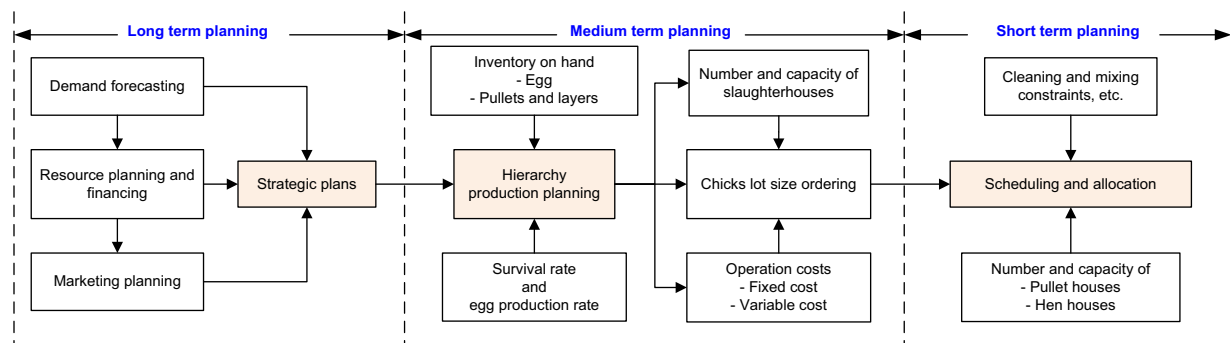 Long term planning
Medium term planning
Short term planning
Demand forecasting
Resource planning and
financing
Marketing planning
Strategic plans
Inventory on hand
- Egg
- Pullets and layers
Hierarchy
production planning
Survival rate
and
egg production rate
Number and capacity of
slaughterhouses
Chicks lot size ordering
Operation costs
- Fixed cost
- Variable cost
Cleaning and mixing
constraints, etc.
Scheduling and allocation
Number and capacity of
- Pullet houses
- Hen houses